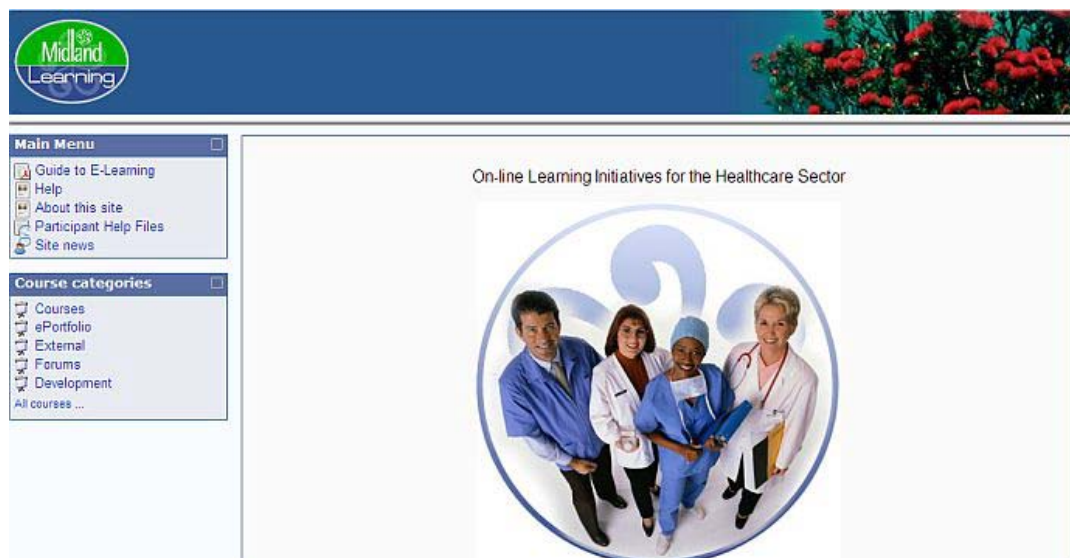 Midland
Learning
Main Menu
Guide to E-Learning
Help
About this site
Participant Help Files
Site news
Course categories
Courses
ePortfolio
External
Forums
Development
All courses ...
On-line Learning Initiatives for the Healthcare Sector